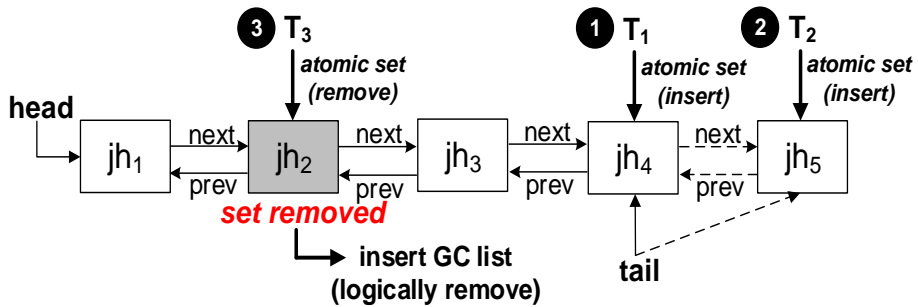 3 T₃
1 T₁
2 T₂
atomic set
(remove)
atomic set
(insert)
atomic set
(insert)
head
next
next
next
next
jh₁
jh₂
jh₃
jh₄
jh₅
prev
prev
prev
prev
set removed
insert GC list
(logically remove)
tail